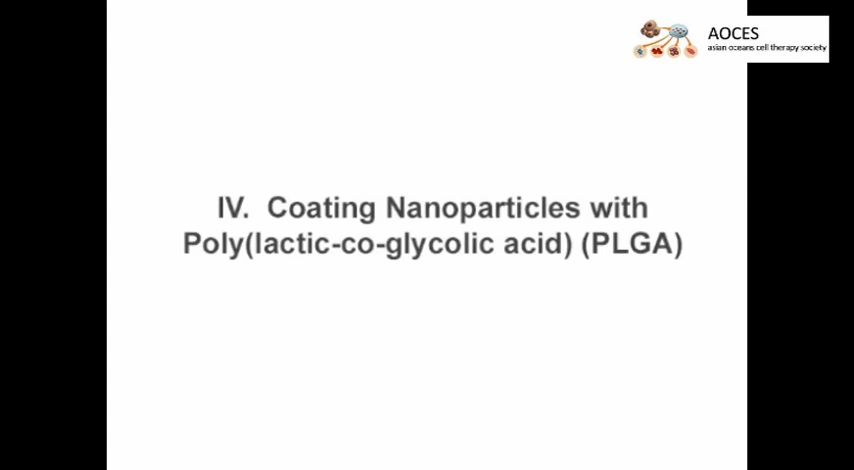 AOCES
asian oceans cell therapy society
IV. Coating Nanoparticles with
Poly(lactic-co-glycolic acid) (PLGA)